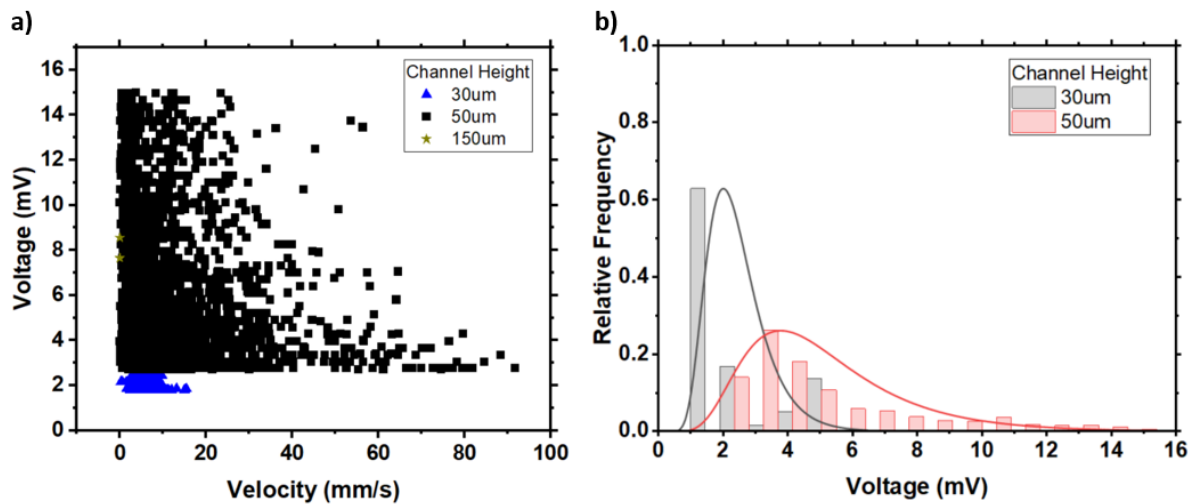 a)
Voltage (mV)
16
14
12
10
8
6
4
2
0
0 20 40 60 80 100
Velocity (mm/s)
Channel Height
30um
50um
150um
b)
Relative Frequency
1.0
0.8
0.6
0.4
0.2
0.0
0 2 4 6 8 10 12 14 16
Voltage (mV)
Channel Height
30um
50um